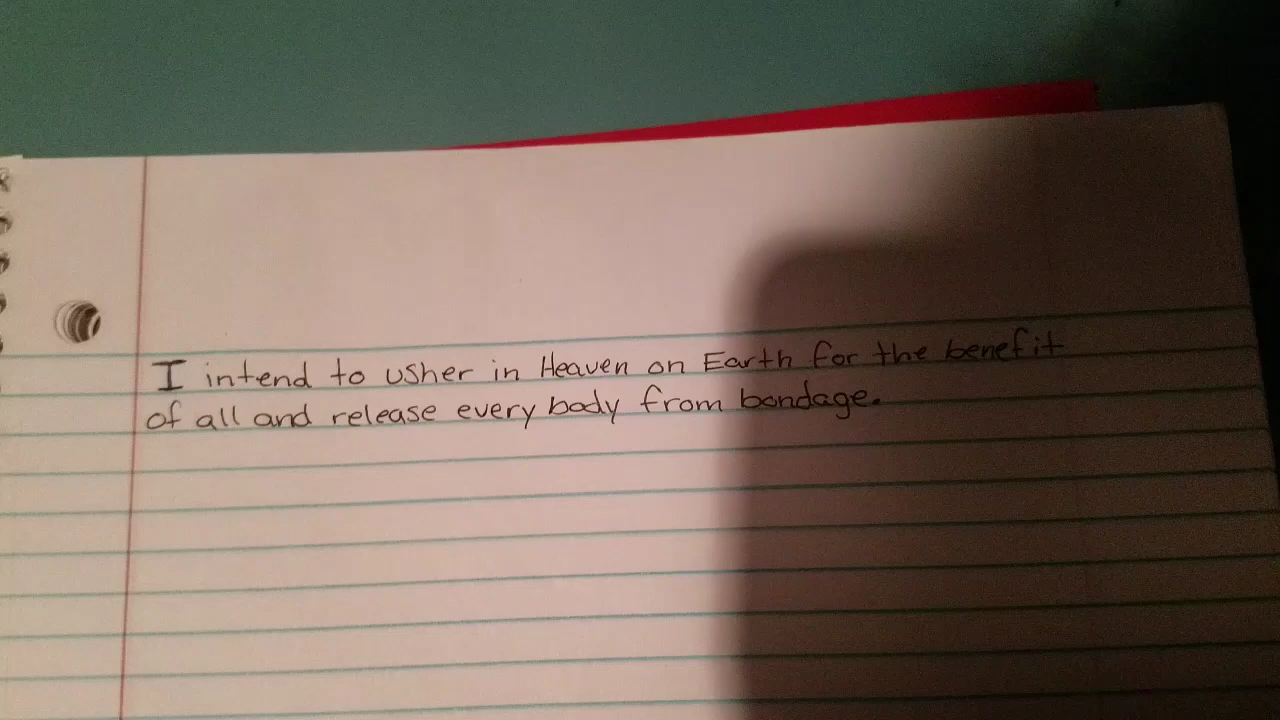 I intend to usher in Heaven on Earth for the benefit
of all and release every body from bondage.